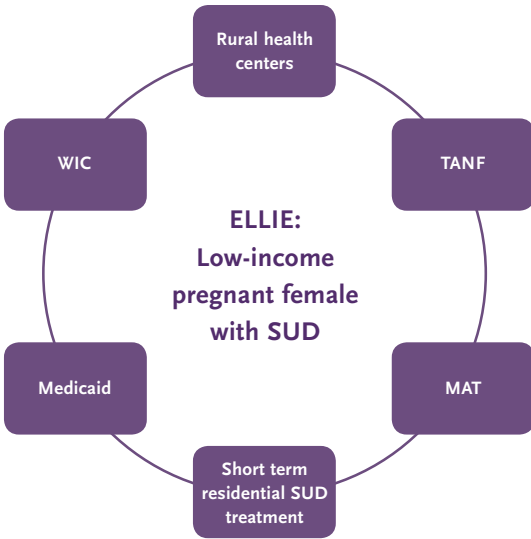 Rural health
centers
WIC
TANF
ELLIE:
Low-income
pregnant female
with SUD
Medicaid
MAT
Short term
residential SUD
treatment